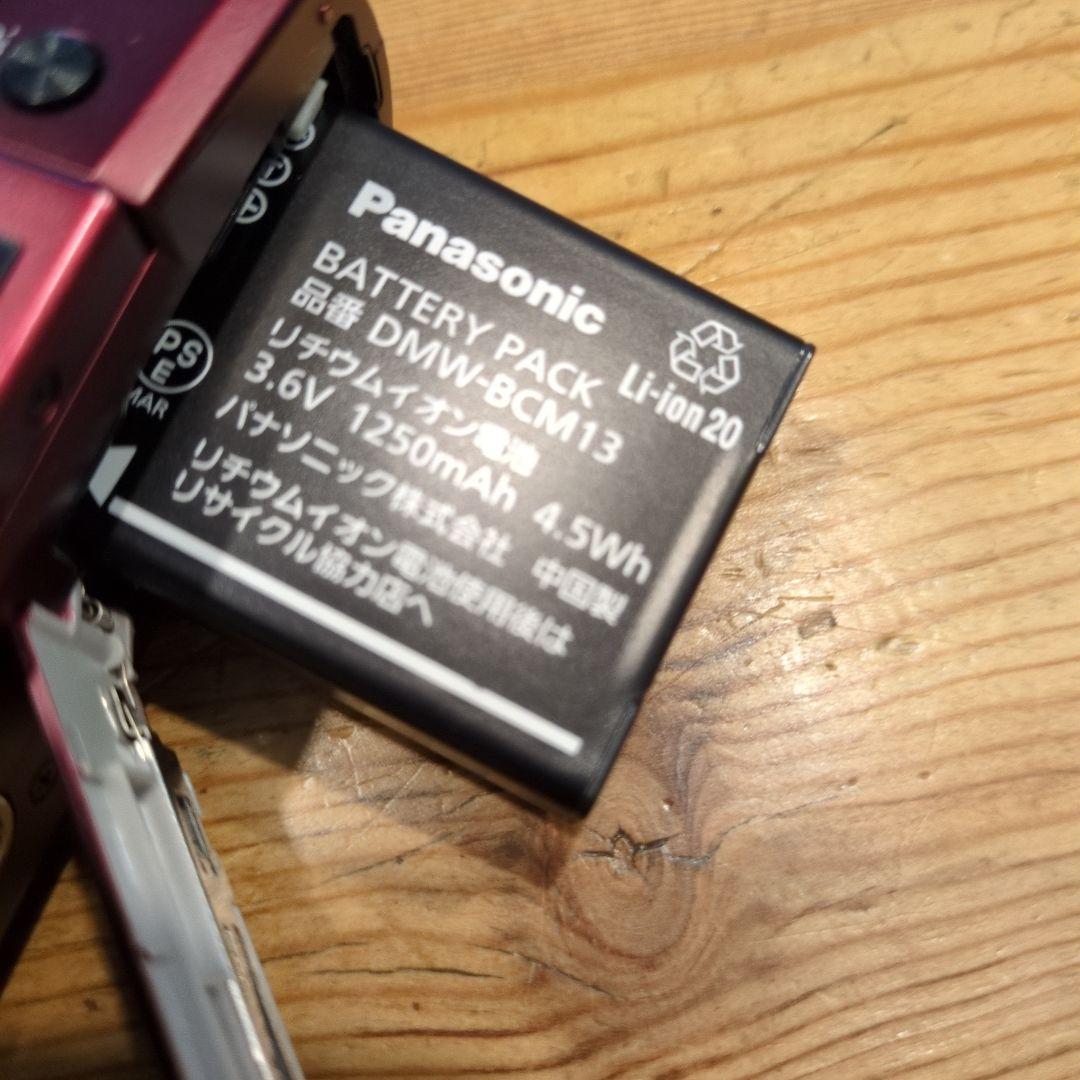 Panasonic
BATTERY PACK
品番 DMW-BCM13
リチウムイオン電池
3.6V 1250mAh 4.5Wh
パナソニック株式会社 中国製
リチウムイオン電池使用後は
リサイクル協力店へ
Li-ion20
PS
E
MAR